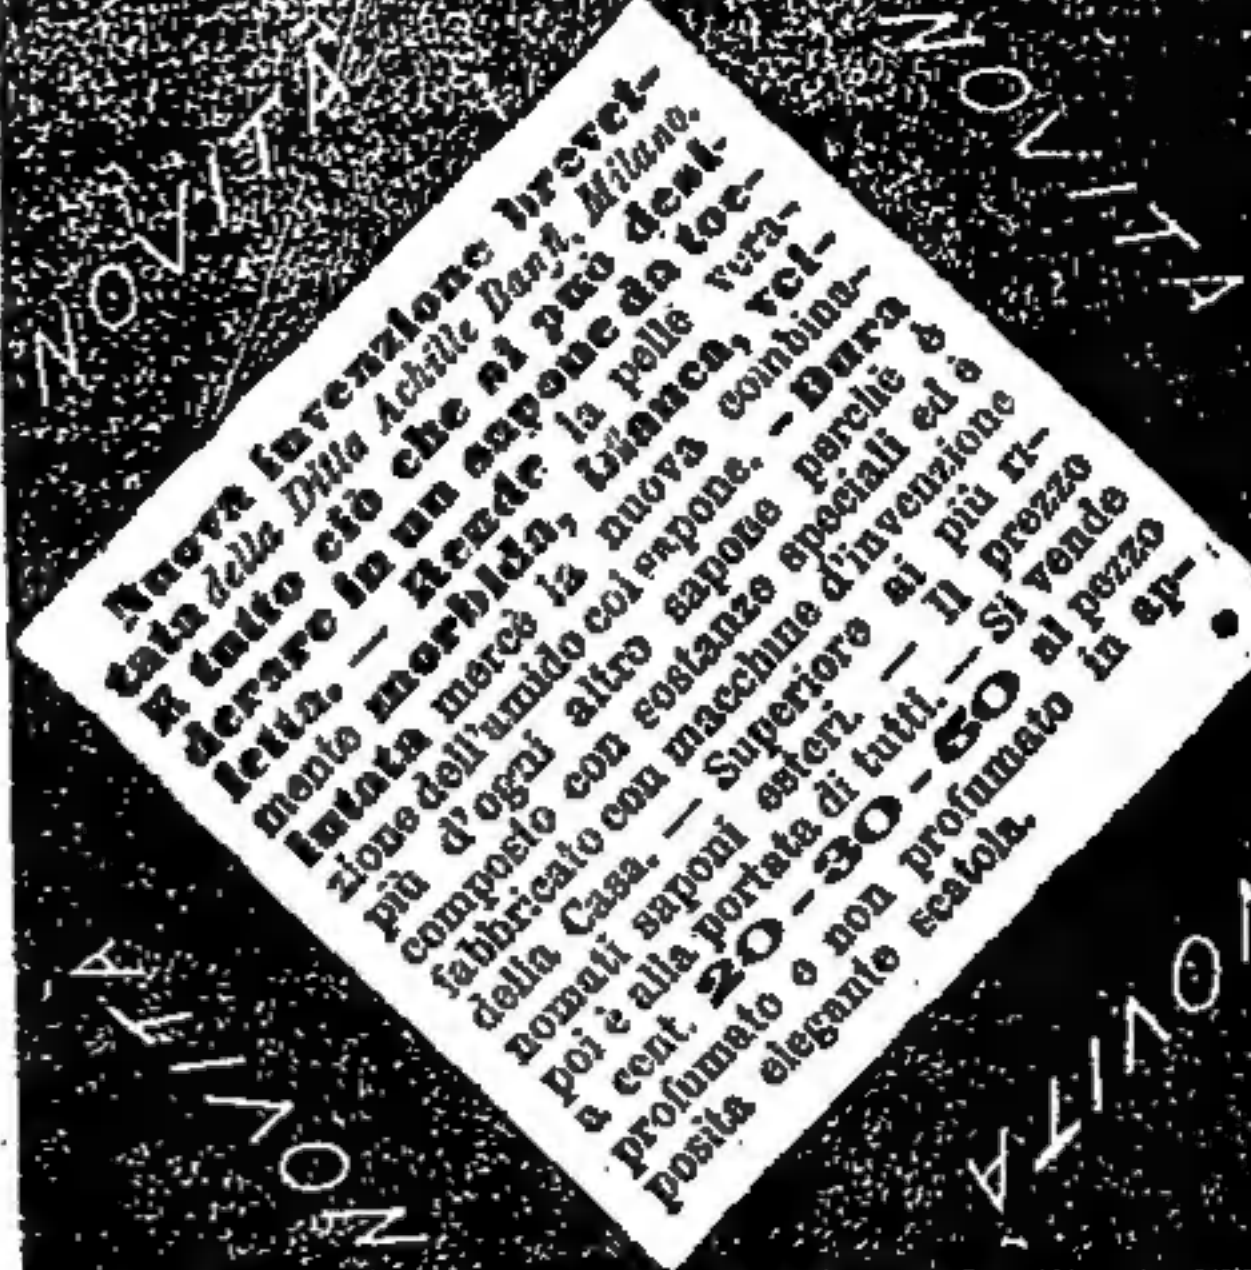 NOVITÀ
NOVITÀ
Nuova invenzione brevet-
tata della Ditta Achille Banfi, Milano.
È tutto ciò che si può desi-
derare in un sapone da toe-
letta. — Rende la pelle vera-
mente morbida, bianca, vel-
lutata mercè la nuova combina-
zione dell'umido col sapone. — Dura
più d'ogni altro sapone perchè è
composto con sostanze speciali ed è
fabbricato con macchine d'invenzione
della Casa. — Superiore ai più ri-
nomati saponi esteri. — Il prezzo
poi è alla portata di tutti. — Si vende
a cent. 20-30-50 al pezzo
profumato e non profumato in ap-
posita elegante scatola.
NOVITÀ
NOVITÀ